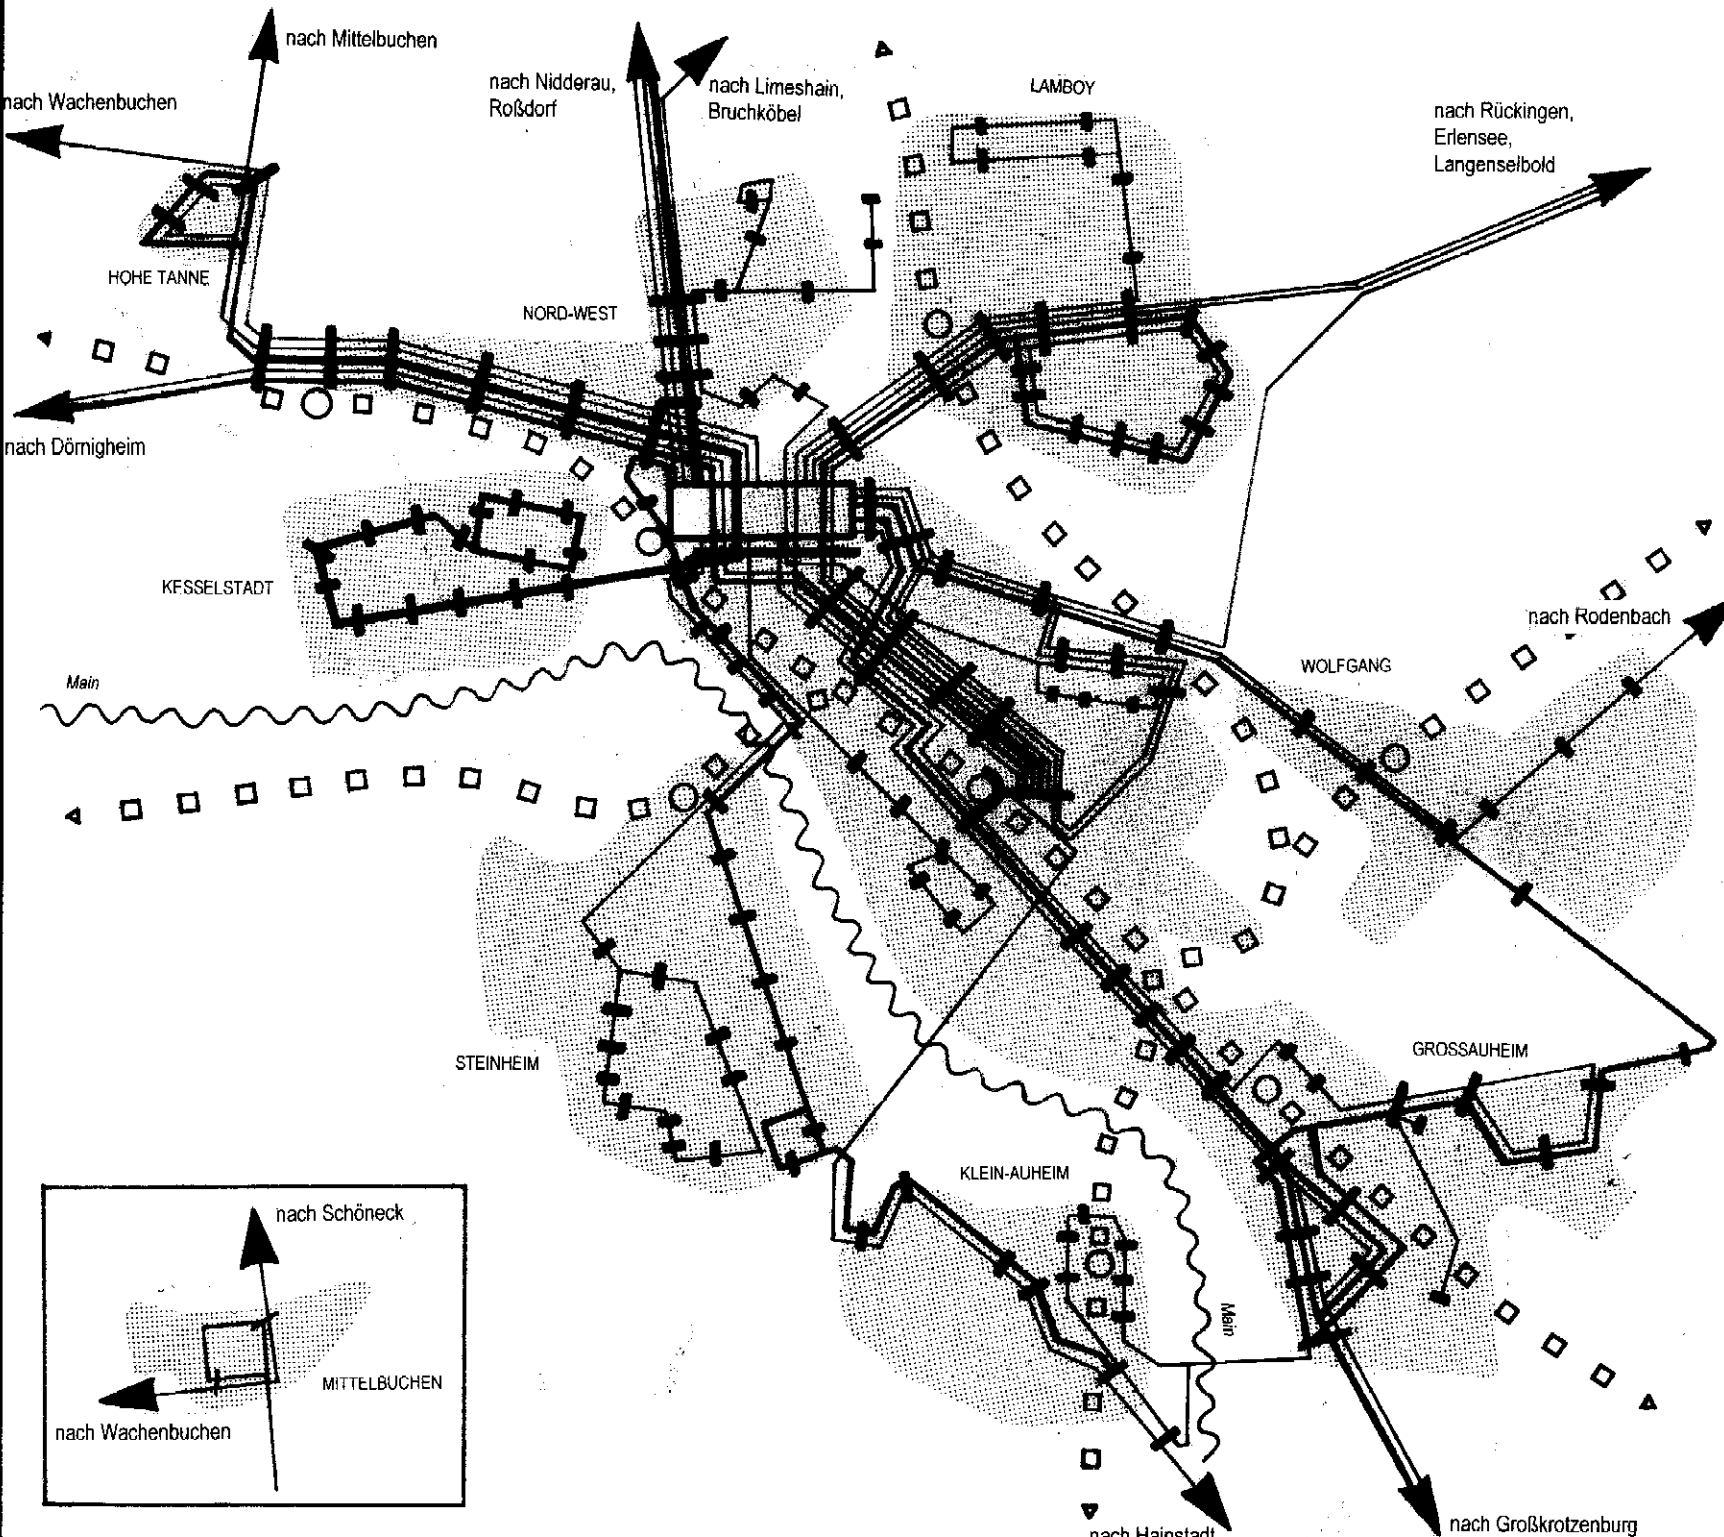 nach Mittelbuchen
nach Wachenbuchen
nach Nidderau,
Roßdorf
nach Limeshain,
Bruchköbel
LAMBOY
nach Rückingen,
Erlensee,
Langenselbold
HOHE TANNE
NORD-WEST
nach Dörnigheim
KESSELSTADT
nach Rodenbach
WOLFGANG
Main
STEINHEIM
GROSSAUHEIM
KLEIN-AUHEIM
Main
nach Schöneck
MITTELBUCHEN
nach Wachenbuchen
nach Hainstadt
nach Großkrotzenburg